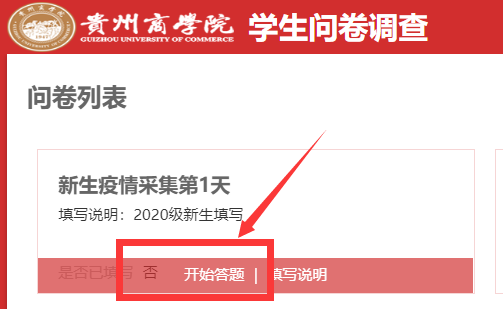 貴州商學院 学生问卷调查
GUIZHOU UNIVERSITY OF COMMERCE
问卷列表
新生疫情采集第1天
填写说明：2020级新生填写
是否已填写 否 开始答题 | 填写说明